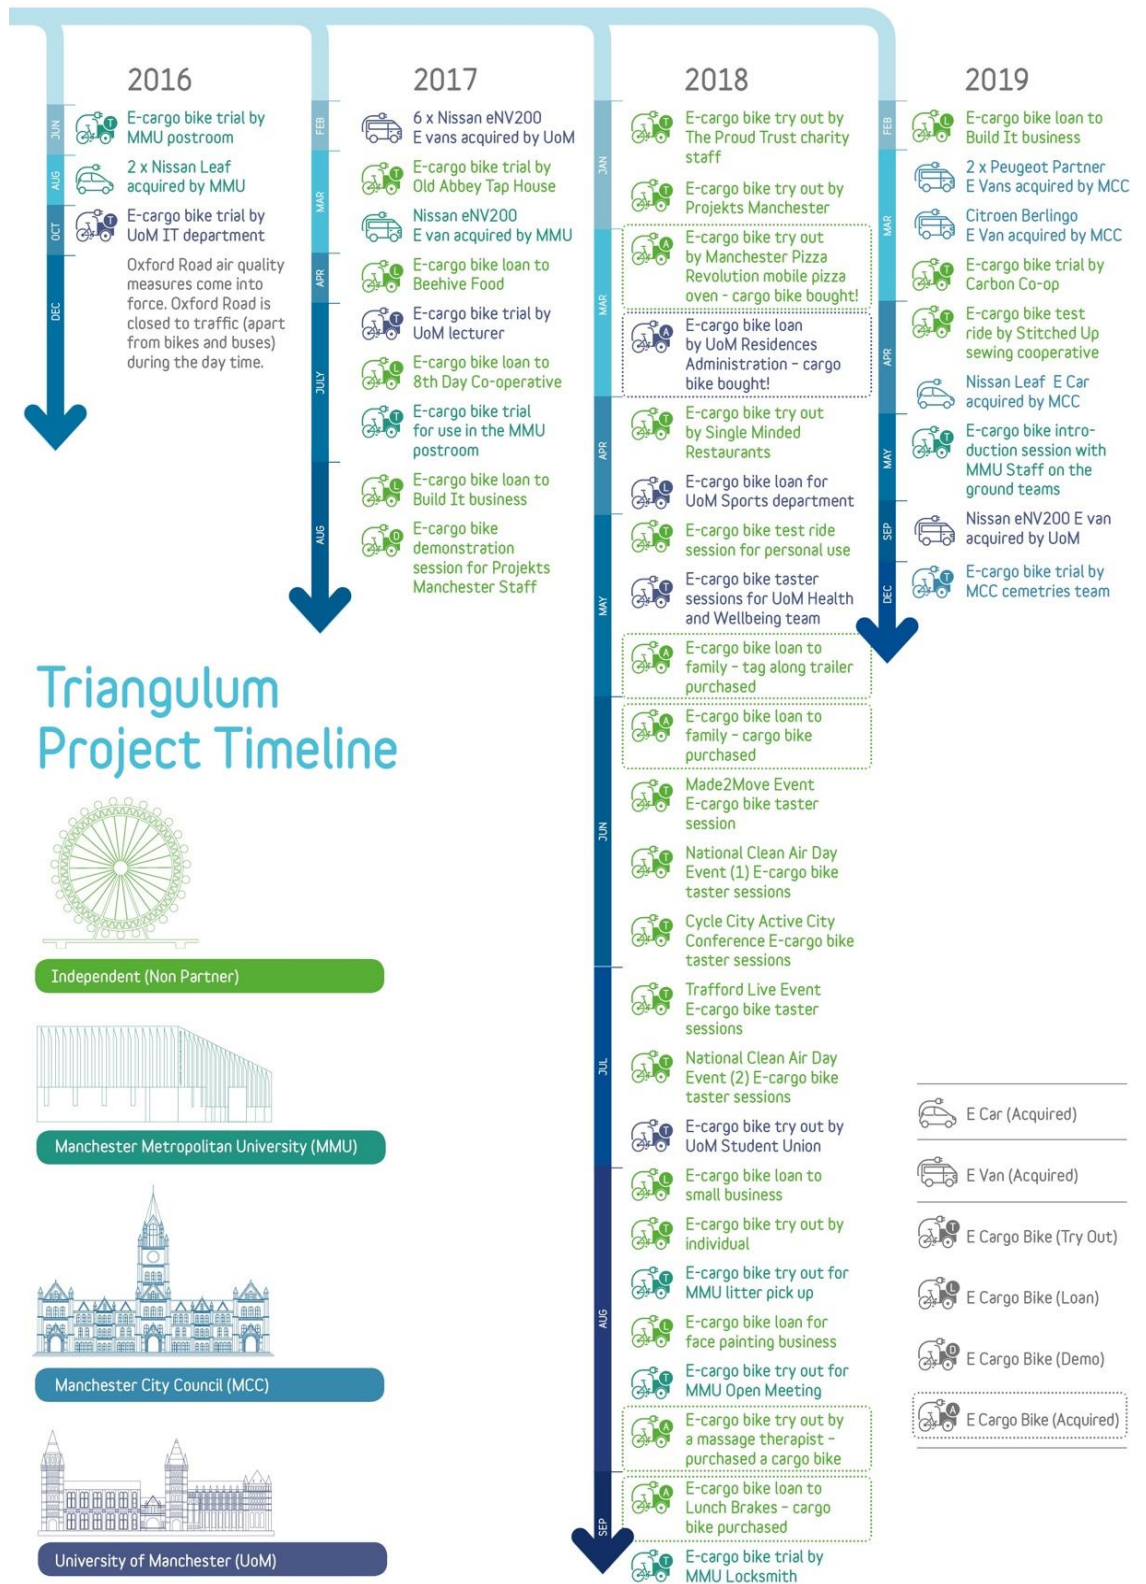 2016
JUN
E-cargo bike trial by
MMU postroom
AUG
2 x Nissan Leaf
acquired by MMU
OCT
E-cargo bike trial by
UoM IT department
DEC
Oxford Road air quality
measures come into
force. Oxford Road is
closed to traffic (apart
from bikes and buses)
during the day time.
2017
FEB
6 x Nissan eNV200
E vans acquired by UoM
MAR
E-cargo bike trial by
Old Abbey Tap House
Nissan eNV200
E van acquired by MMU
APR
E-cargo bike loan to
Beehive Food
JULY
E-cargo bike trial by
UoM lecturer
E-cargo bike loan to
8th Day Co-operative
E-cargo bike trial
for use in the MMU
postroom
AUG
E-cargo bike loan to
Build It business
E-cargo bike
demonstration
session for Projekts
Manchester Staff
2018
JAN
E-cargo bike try out by
The Proud Trust charity
staff
E-cargo bike try out by
Projekts Manchester
MAR
E-cargo bike try out
by Manchester Pizza
Revolution mobile pizza
oven - cargo bike bought!
E-cargo bike loan
by UoM Residences
Administration – cargo
bike bought!
APR
E-cargo bike try out
by Single Minded
Restaurants
E-cargo bike loan for
UoM Sports department
MAY
E-cargo bike test ride
session for personal use
E-cargo bike taster
sessions for UoM Health
and Wellbeing team
E-cargo bike loan to
family – tag along trailer
purchased
JUN
E-cargo bike loan to
family – cargo bike
purchased
Made2Move Event
E-cargo bike taster
session
National Clean Air Day
Event (1) E-cargo bike
taster sessions
Cycle City Active City
Conference E-cargo bike
taster sessions
JUL
Trafford Live Event
E-cargo bike taster
sessions
National Clean Air Day
Event (2) E-cargo bike
taster sessions
E-cargo bike try out by
UoM Student Union
AUG
E-cargo bike loan to
small business
E-cargo bike try out by
individual
E-cargo bike try out for
MMU litter pick up
E-cargo bike loan for
face painting business
E-cargo bike try out for
MMU Open Meeting
E-cargo bike try out by
a massage therapist –
purchased a cargo bike
SEP
E-cargo bike loan to
Lunch Brakes – cargo
bike purchased
E-cargo bike trial by
MMU Locksmith
2019
FEB
E-cargo bike loan to
Build It business
MAR
2 x Peugeot Partner
E Vans acquired by MCC
Citroen Berlingo
E Van acquired by MCC
E-cargo bike trial by
Carbon Co-op
APR
E-cargo bike test
ride by Stitched Up
sewing cooperative
Nissan Leaf E Car
acquired by MCC
MAY
E-cargo bike intro-
duction session with
MMU Staff on the
ground teams
SEP
Nissan eNV200 E van
acquired by UoM
DEC
E-cargo bike trial by
MCC cemetries team
Triangulum
Project Timeline
Independent (Non Partner)
Manchester Metropolitan University (MMU)
Manchester City Council (MCC)
University of Manchester (UoM)
E Car (Acquired)
E Van (Acquired)
T E Cargo Bike (Try Out)
L E Cargo Bike (Loan)
D E Cargo Bike (Demo)
A E Cargo Bike (Acquired)